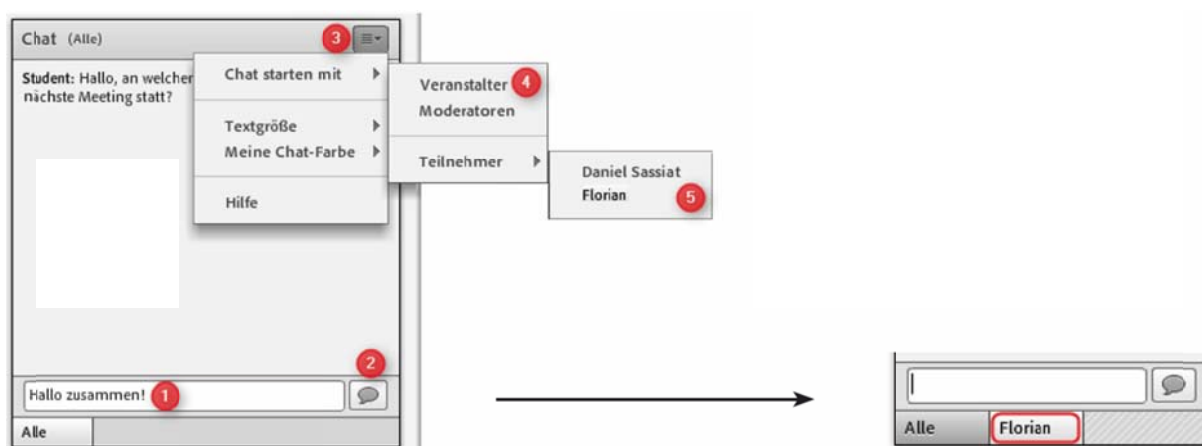 Chat (Alle)
3
Student: Hallo, an welcher
nächste Meeting statt?
Chat starten mit
Textgröße
Meine Chat-Farbe
Hilfe
Veranstalter 4
Moderatoren
Teilnehmer
Daniel Sassiat
Florian 5
2
Hallo zusammen! 1
Alle
Alle Florian